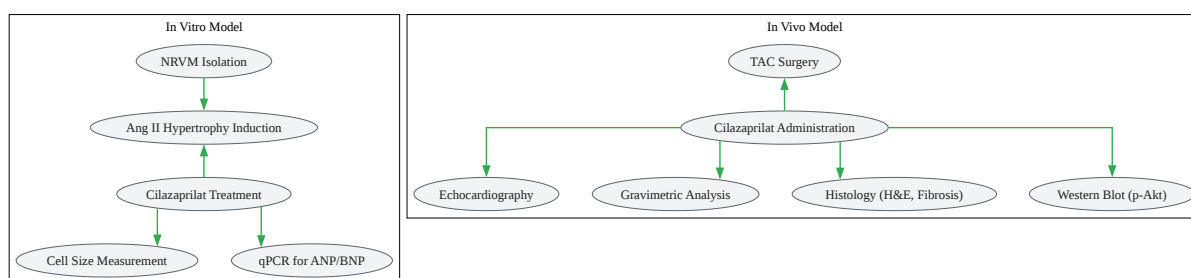 In Vitro Model
NRVM Isolation
Ang II Hypertrophy Induction
Cilazaprilat Treatment
Cell Size Measurement
qPCR for ANP/BNP
In Vivo Model
TAC Surgery
Cilazaprilat Administration
Echocardiography
Gravimetric Analysis
Histology (H&E, Fibrosis)
Western Blot (p-Akt)